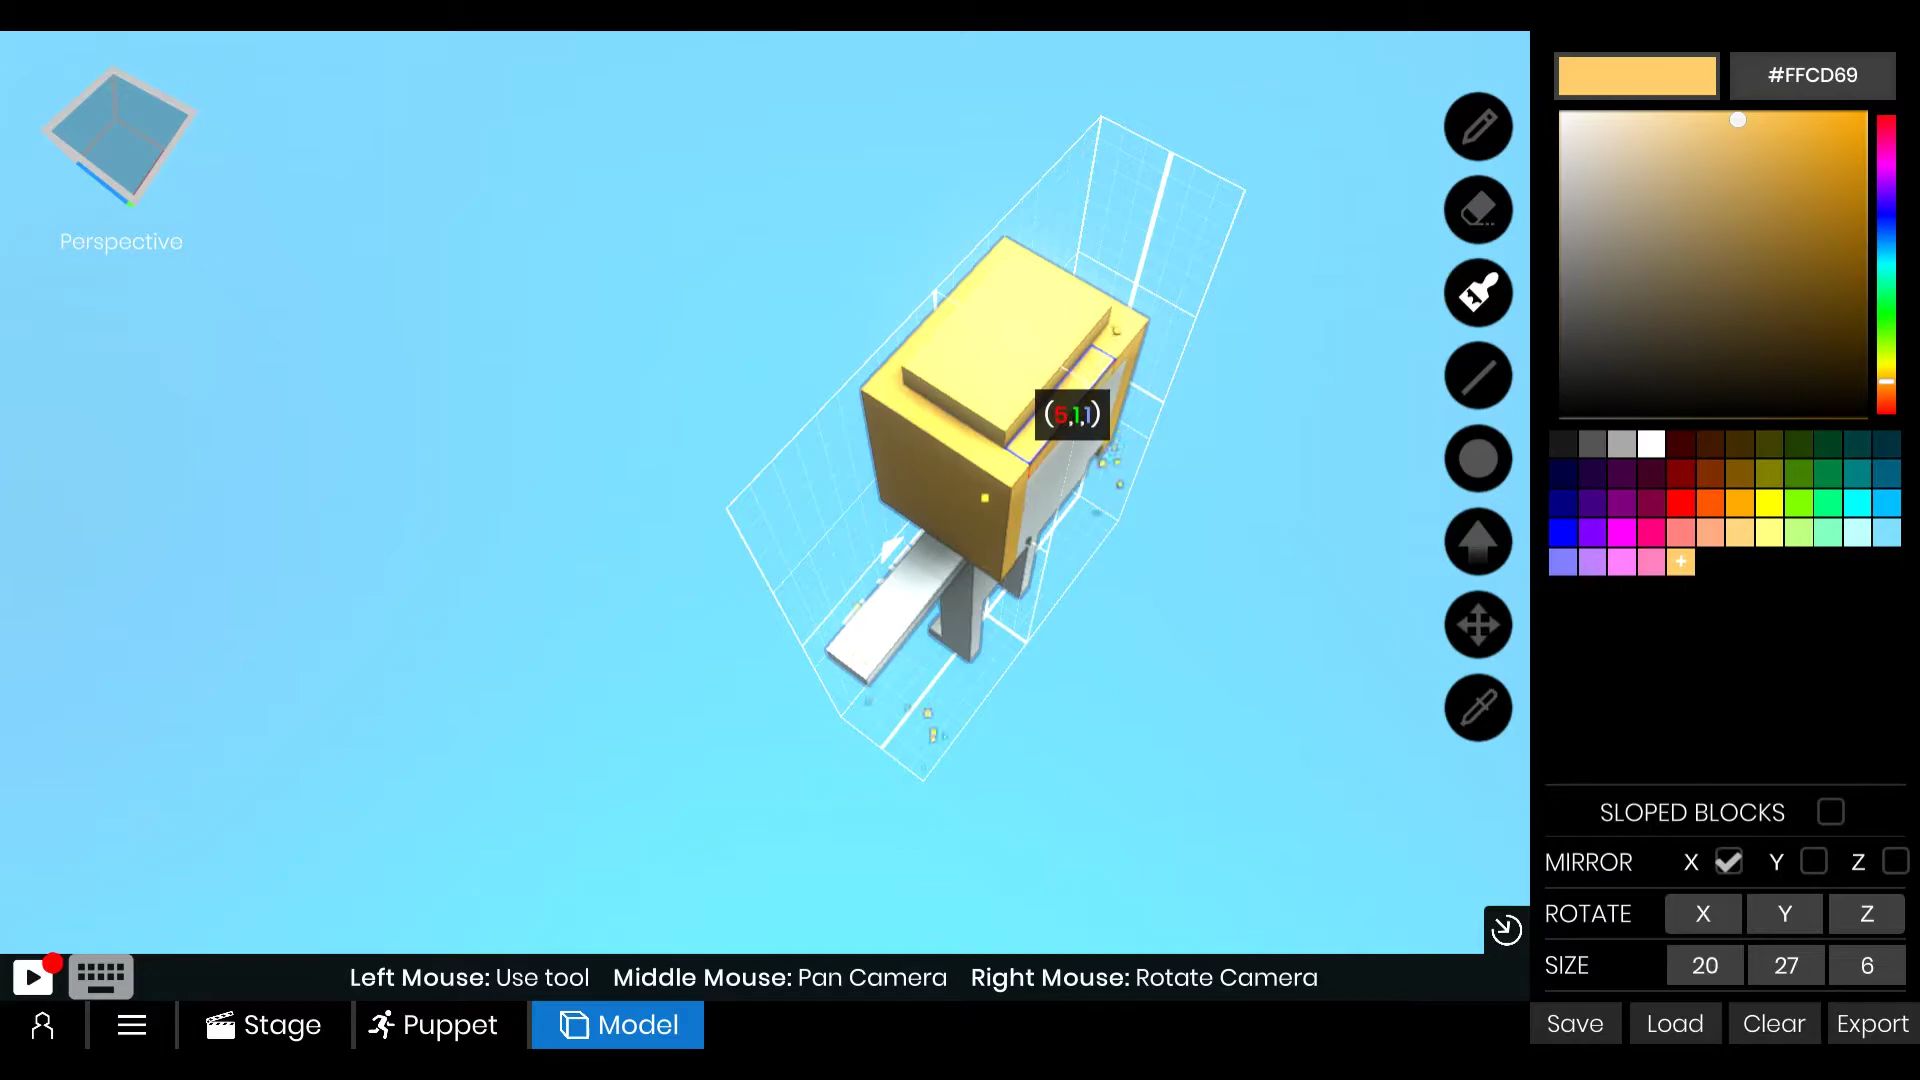 #FFCD69
Perspective
(5,1,1)
SLOPED BLOCKS
MIRROR X Y Z
ROTATE X Y Z
SIZE 20 27 6
Left Mouse: Use tool Middle Mouse: Pan Camera Right Mouse: Rotate Camera
Stage Puppet Model
Save Load Clear Export